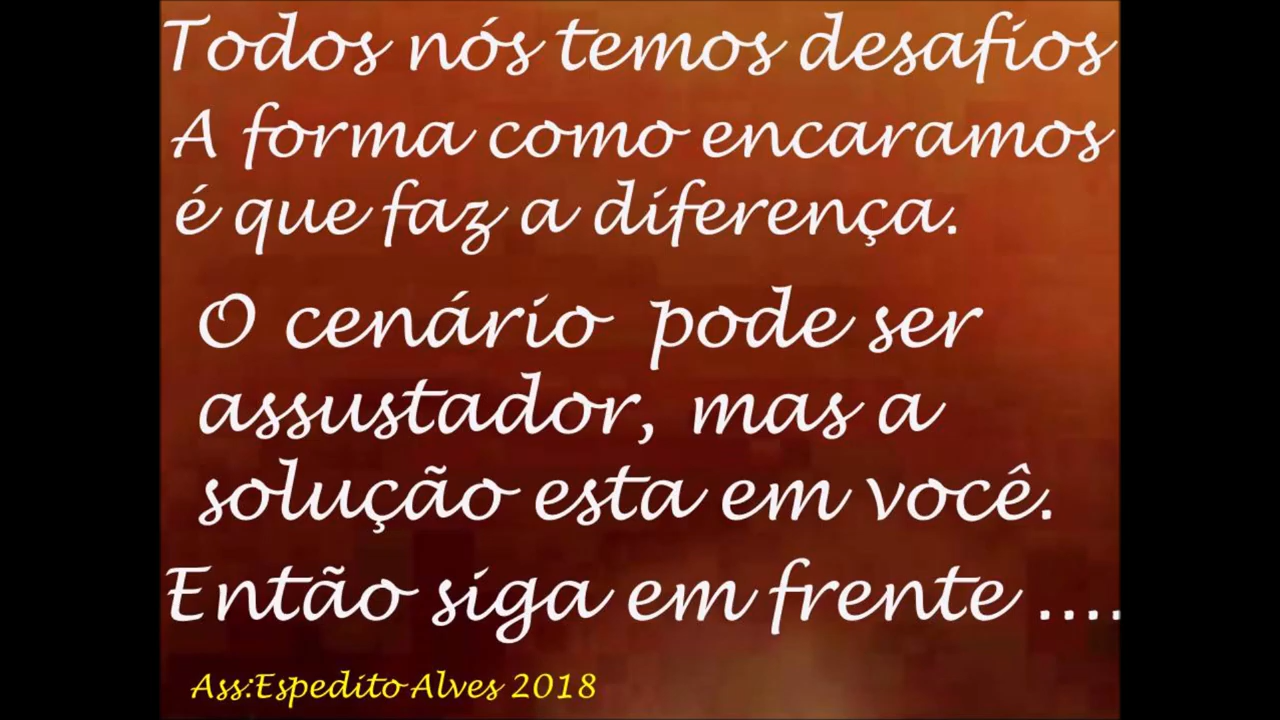 Todos nós temos desafios
A forma como encaramos
é que faz a diferença.
O cenário pode ser
assustador, mas a
solução esta em você.
Então siga em frente ....
Ass:Espedito Alves 2018